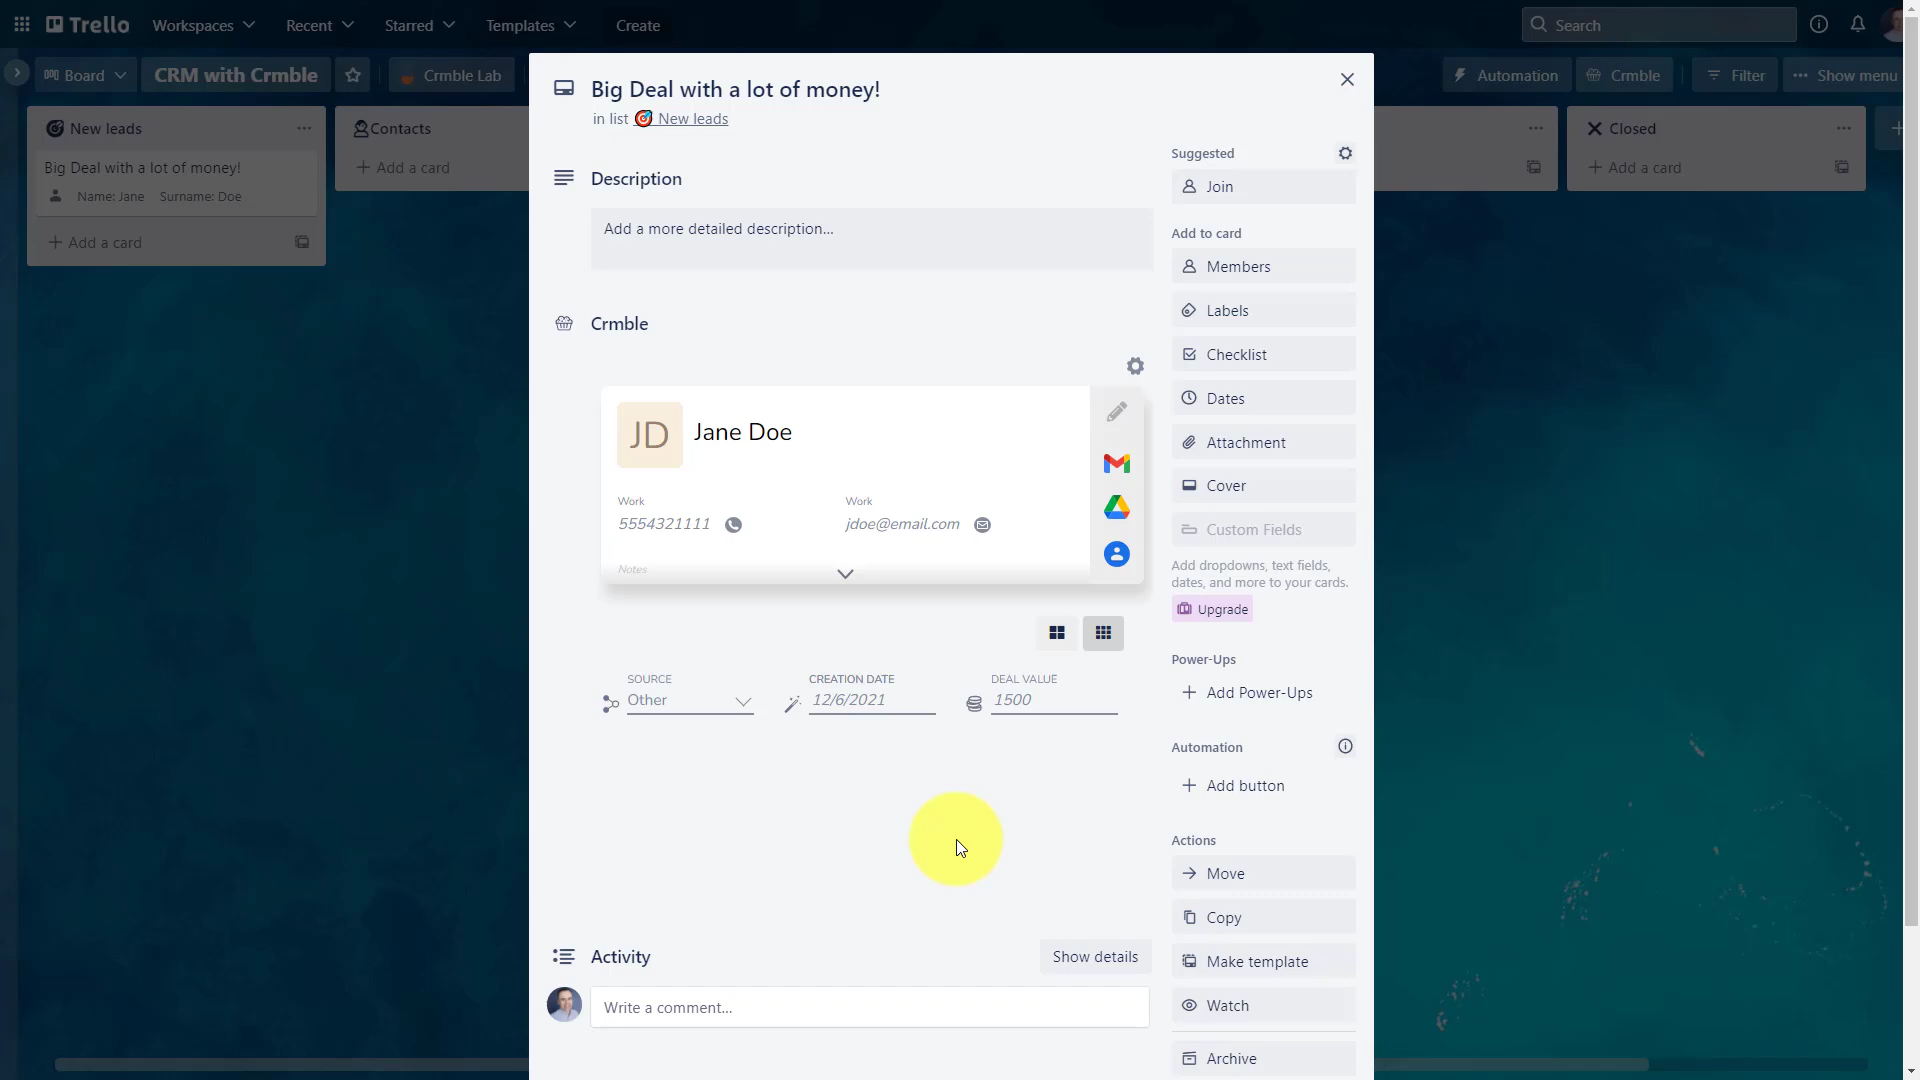 Trello
Workspaces
Recent
Starred
Templates
Create
Search
Board
CRM with Crmble
Crmble Lab
Automation
Crmble
Filter
Show menu
New leads
Big Deal with a lot of money!
Name: Jane Surname: Doe
Add a card
Contacts
Add a card
Closed
Add a card
Big Deal with a lot of money!
in list New leads
Description
Add a more detailed description...
Crmble
JD
Jane Doe
Work
5554321111
Work
jdoe@email.com
Notes
SOURCE
Other
CREATION DATE
12/6/2021
DEAL VALUE
1500
Activity
Show details
Write a comment...
Suggested
Join
Add to card
Members
Labels
Checklist
Dates
Attachment
Cover
Custom Fields
Add dropdowns, text fields,
dates, and more to your cards.
Upgrade
Power-Ups
Add Power-Ups
Automation
Add button
Actions
Move
Copy
Make template
Watch
Archive